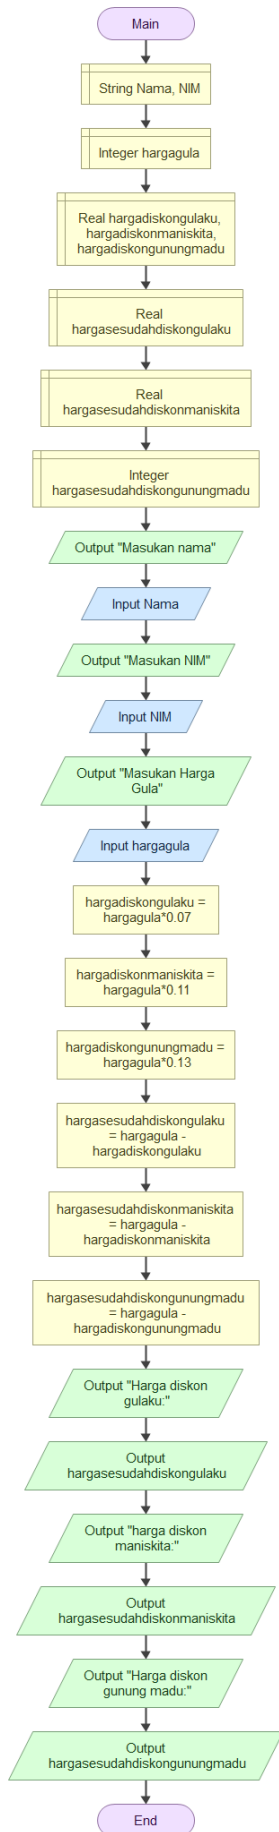 Main
String Nama, NIM
Integer hargagula
Real hargadiskongulaku,
hargadiskonmaniskita,
hargadiskongunungmadu
Real
hargasesudahdiskongulaku
Real
hargasesudahdiskonmaniskita
Integer
hargasesudahdiskongunungmadu
Output "Masukan nama"
Input Nama
Output "Masukan NIM"
Input NIM
Output "Masukan Harga
Gula"
Input hargagula
hargadiskongulaku =
hargagula*0.07
hargadiskonmaniskita =
hargagula*0.11
hargadiskongunungmadu =
hargagula*0.13
hargasesudahdiskongulaku
= hargagula -
hargadiskongulaku
hargasesudahdiskonmaniskita
= hargagula -
hargadiskonmaniskita
hargasesudahdiskongunungmadu
= hargagula -
hargadiskongunungmadu
Output "Harga diskon
gulaku:"
Output
hargasesudahdiskongulaku
Output "harga diskon
maniskita:"
Output
hargasesudahdiskonmaniskita
Output "Harga diskon
gunung madu:"
Output
hargasesudahdiskongunungmadu
End